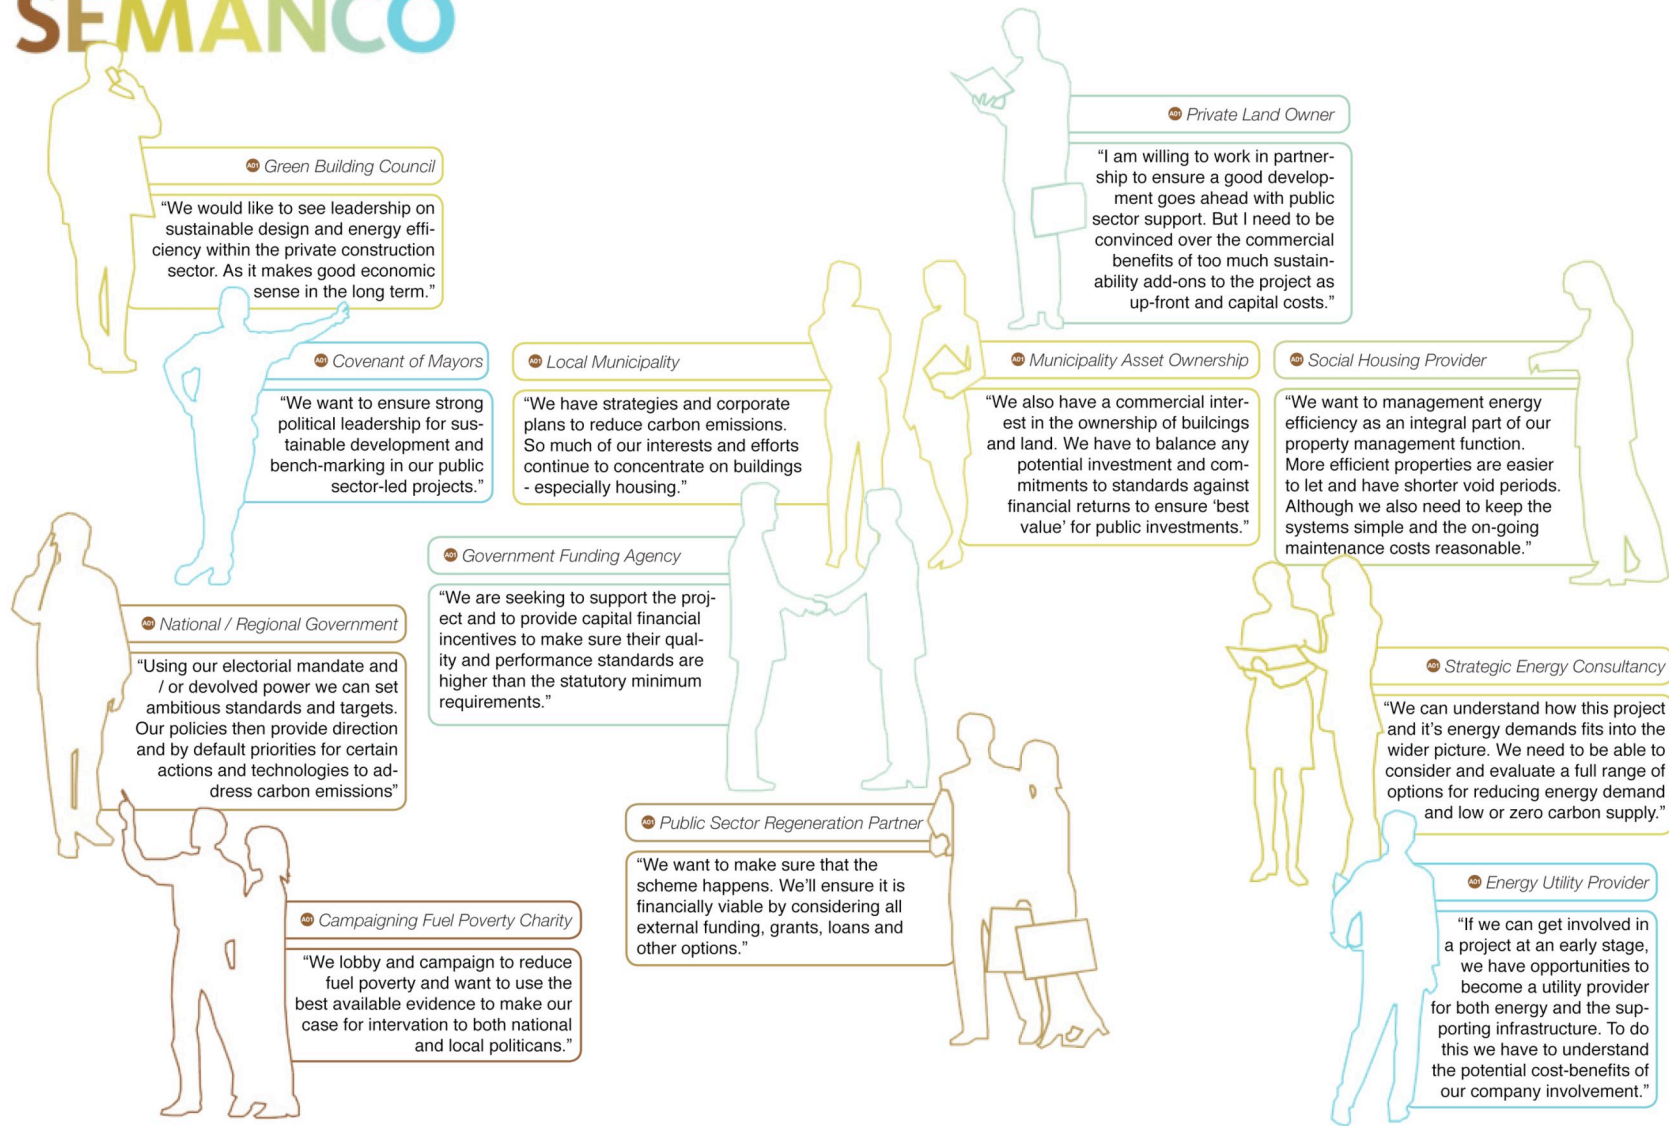 SEMANCO
A01 Green Building Council
“We would like to see leadership on
sustainable design and energy effi-
ciency within the private construction
sector. As it makes good economic
sense in the long term.”
A01 Private Land Owner
“I am willing to work in partner-
ship to ensure a good develop-
ment goes ahead with public
sector support. But I need to be
convinced over the commercial
benefits of too much sustain-
ability add-ons to the project as
up-front and capital costs.”
A01 Covenant of Mayors
“We want to ensure strong
political leadership for sus-
tainable development and
bench-marking in our public
sector-led projects.”
A01 Local Municipality
“We have strategies and corporate
plans to reduce carbon emissions.
So much of our interests and efforts
continue to concentrate on buildings
- especially housing.”
A01 Municipality Asset Ownership
“We also have a commercial inter-
est in the ownership of builcings
and land. We have to balance any
potential investment and com-
mitments to standards against
financial returns to ensure ‘best
value’ for public investments.”
A01 Social Housing Provider
“We want to management energy
efficiency as an integral part of our
property management function.
More efficient properties are easier
to let and have shorter void periods.
Although we also need to keep the
systems simple and the on-going
maintenance costs reasonable.”
A01 Government Funding Agency
“We are seeking to support the proj-
ect and to provide capital financial
incentives to make sure their qual-
ity and performance standards are
higher than the statutory minimum
requirements.”
A01 National / Regional Government
“Using our electorial mandate and
/ or devolved power we can set
ambitious standards and targets.
Our policies then provide direction
and by default priorities for certain
actions and technologies to ad-
dress carbon emissions”
A01 Strategic Energy Consultancy
“We can understand how this project
and it’s energy demands fits into the
wider picture. We need to be able to
consider and evaluate a full range of
options for reducing energy demand
and low or zero carbon supply.”
A01 Public Sector Regeneration Partner
“We want to make sure that the
scheme happens. We’ll ensure it is
financially viable by considering all
external funding, grants, loans and
other options.”
A01 Campaigning Fuel Poverty Charity
“We lobby and campaign to reduce
fuel poverty and want to use the
best available evidence to make our
case for intervation to both national
and local politicans.”
A01 Energy Utility Provider
“If we can get involved in
a project at an early stage,
we have opportunities to
become a utility provider
for both energy and the sup-
porting infrastructure. To do
this we have to understand
the potential cost-benefits of
our company involvement.”